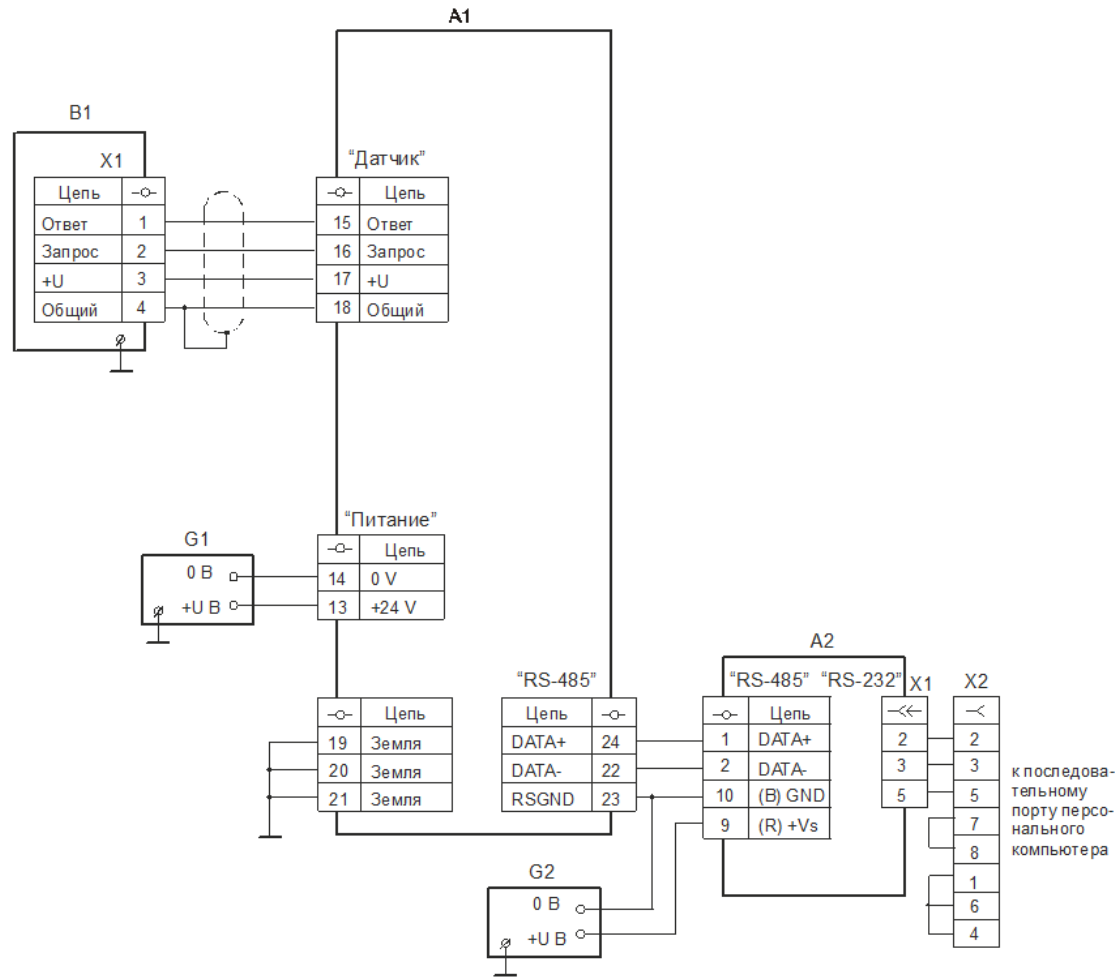 A1
B1
X1
Цепь
Ответ 1
Запрос 2
+U 3
Общий 4
“Датчик”
Цепь
15 Ответ
16 Запрос
17 +U
18 Общий
“Питание”
Цепь
14 0 V
13 +24 V
G1
0 В
+U В
Цепь
19 Земля
20 Земля
21 Земля
“RS-485”
Цепь
DATA+ 24
DATA- 22
RSGND 23
A2
“RS-485” “RS-232” X1
Цепь
1 DATA+
2 DATA-
10 (B) GND
9 (R) +Vs
2
3
5
X2
2
3
5
7
8
1
6
4
к последова-
тельному
порту персо-
нального
компьютера
G2
0 В
+U В